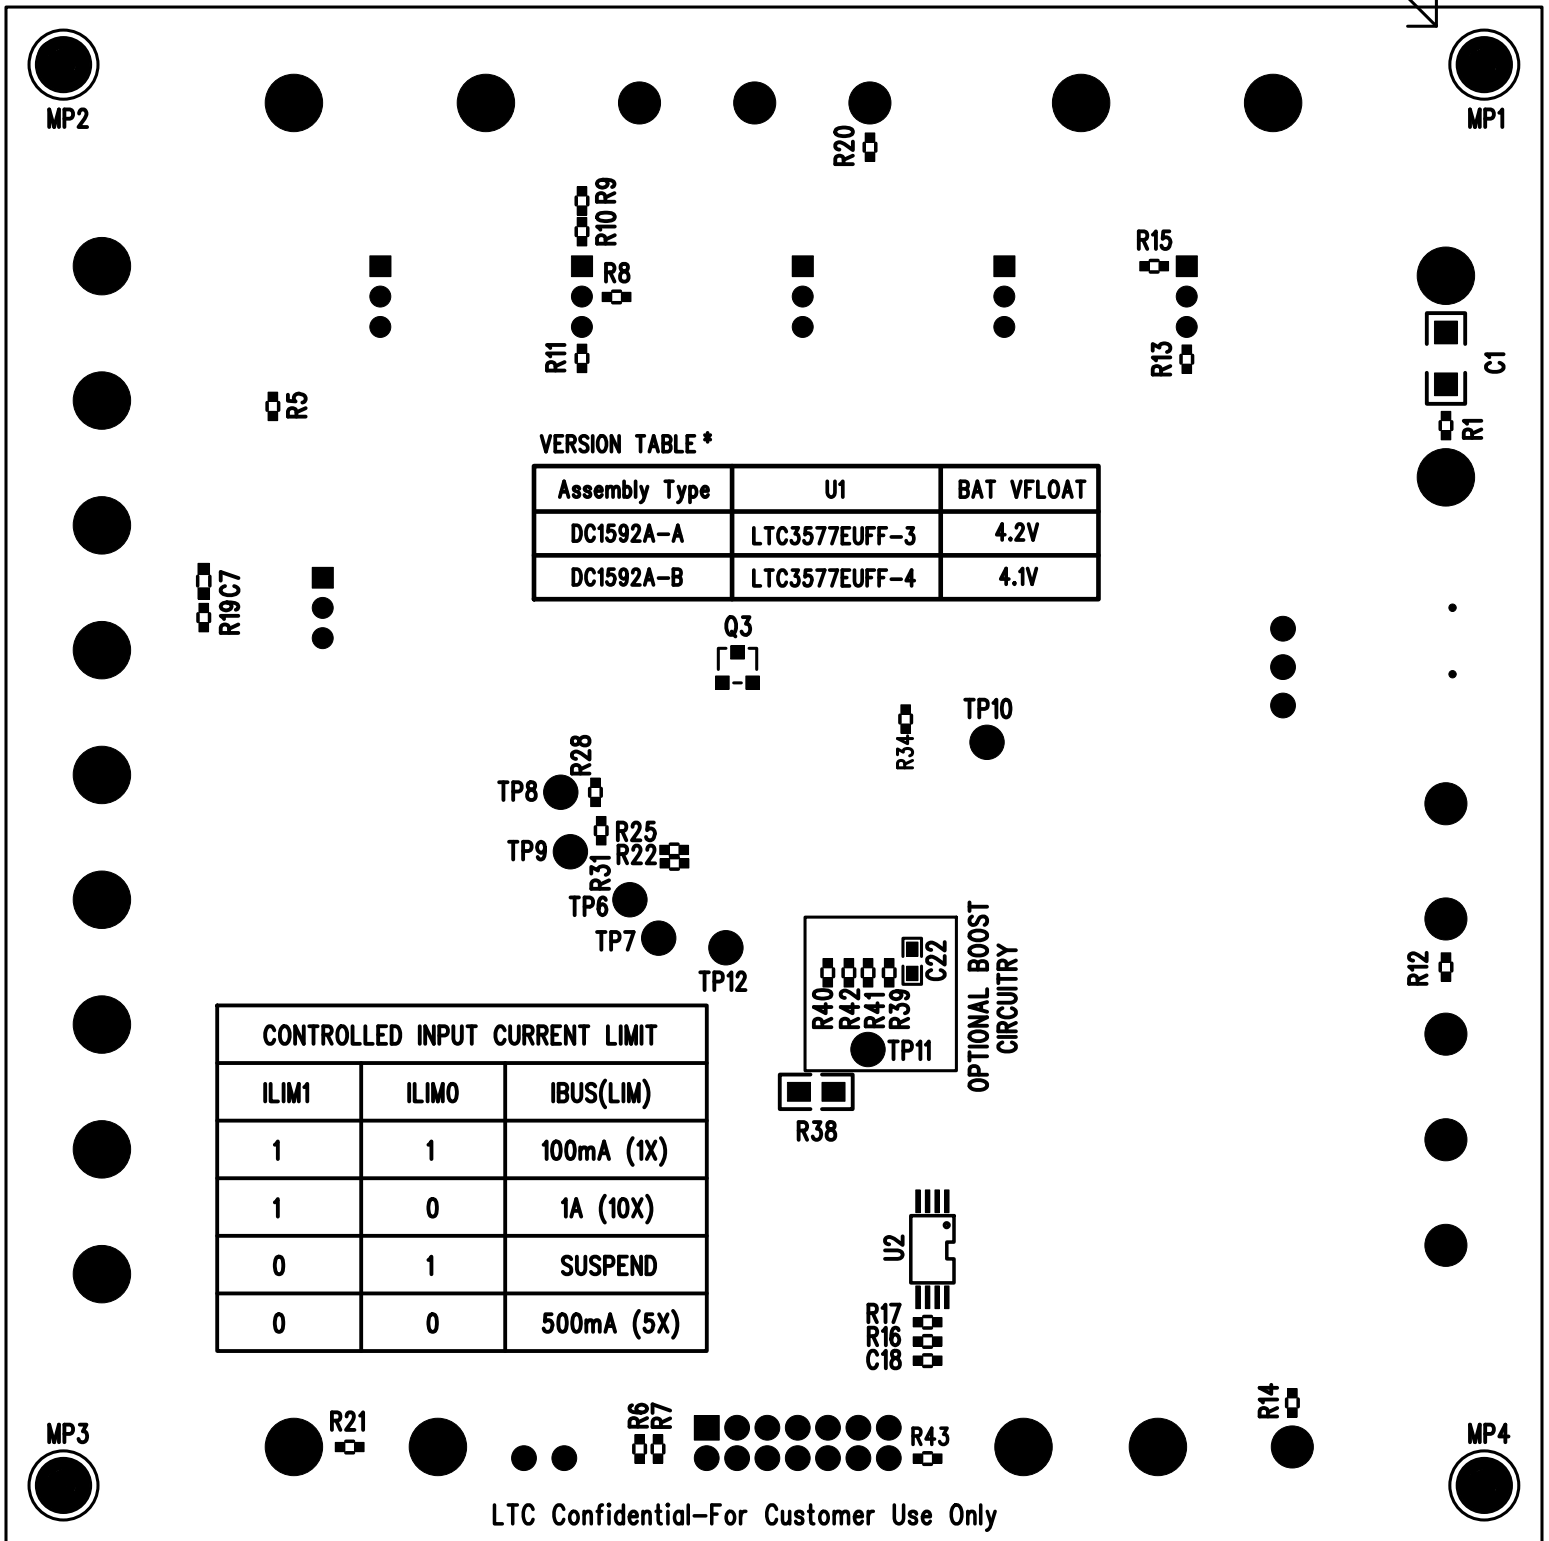 MP2
MP1
R20
R9
R10
R15
R8
R11
R13
C1
R5
R1
VERSION TABLE *
Assembly Type U1 BAT VFLOAT
DC1592A-A LTC3577EUFF-3 4.2V
DC1592A-B LTC3577EUFF-4 4.1V
C7
R19
Q3
TP10
R34
R28
TP8
R25
TP9
R22
R31
TP6
TP7
TP12
C22
R40
R42
R41
R39
TP11
OPTIONAL BOOST
CIRCUITRY
R12
R38
CONTROLLED INPUT CURRENT LIMIT
ILIM1 ILIM0 IBUS(LIM)
1 1 100mA (1X)
1 0 1A (10X)
0 1 SUSPEND
0 0 500mA (5X)
U2
R17
R16
C18
R14
MP3
R21
R6
R7
R43
MP4
LTC Confidential-For Customer Use Only